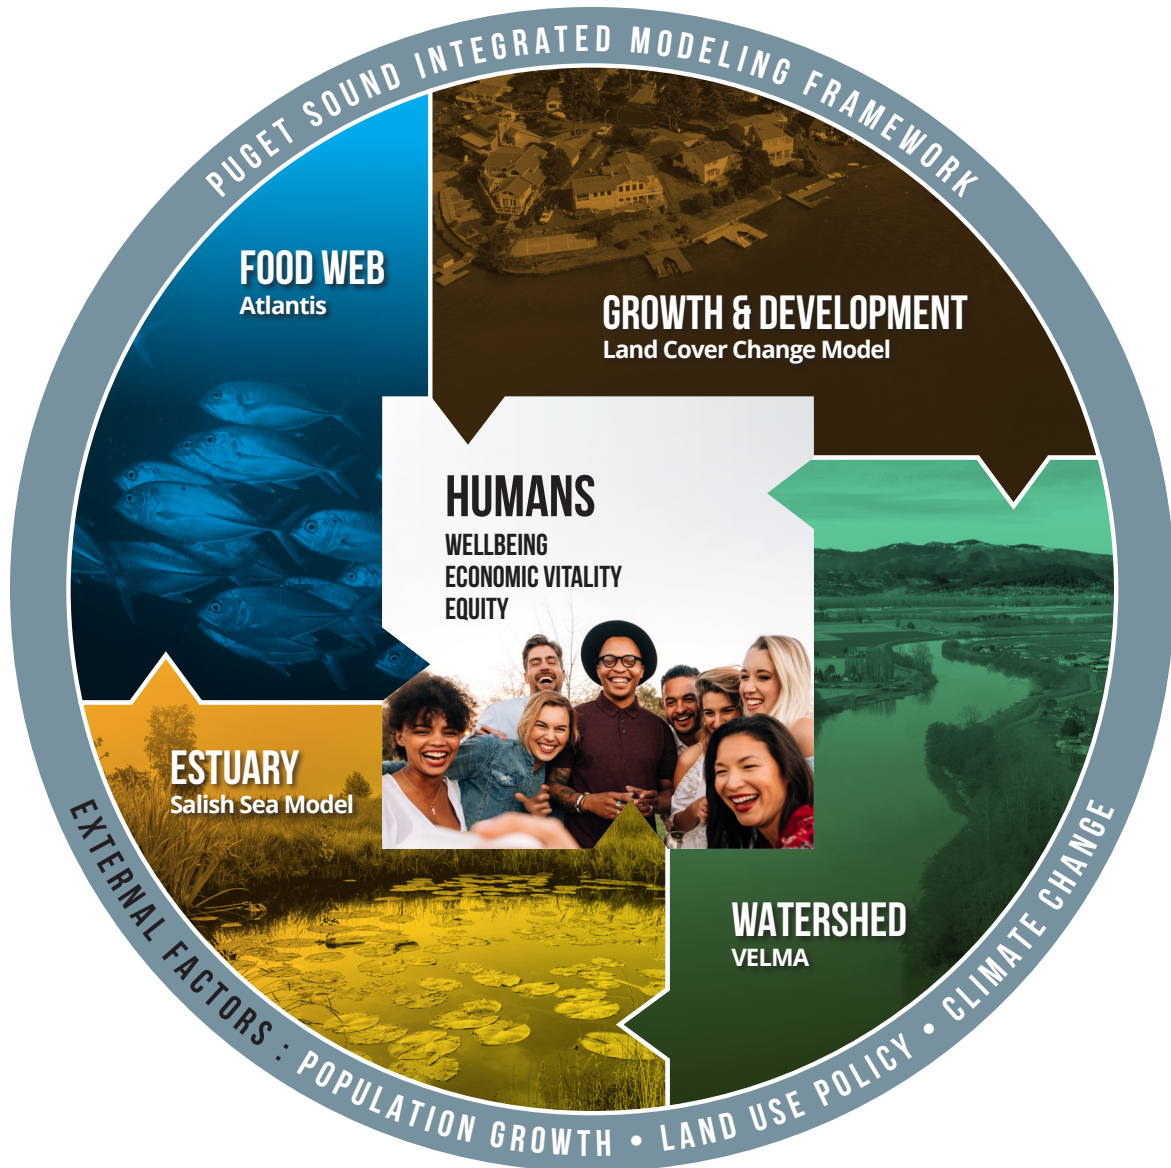 PUGET SOUND INTEGRATED MODELING FRAMEWORK
FOOD WEB
Atlantis
GROWTH & DEVELOPMENT
Land Cover Change Model
HUMANS
WELLBEING
ECONOMIC VITALITY
EQUITY
ESTUARY
Salish Sea Model
WATERSHED
VELMA
EXTERNAL FACTORS : POPULATION GROWTH • LAND USE POLICY • CLIMATE CHANGE